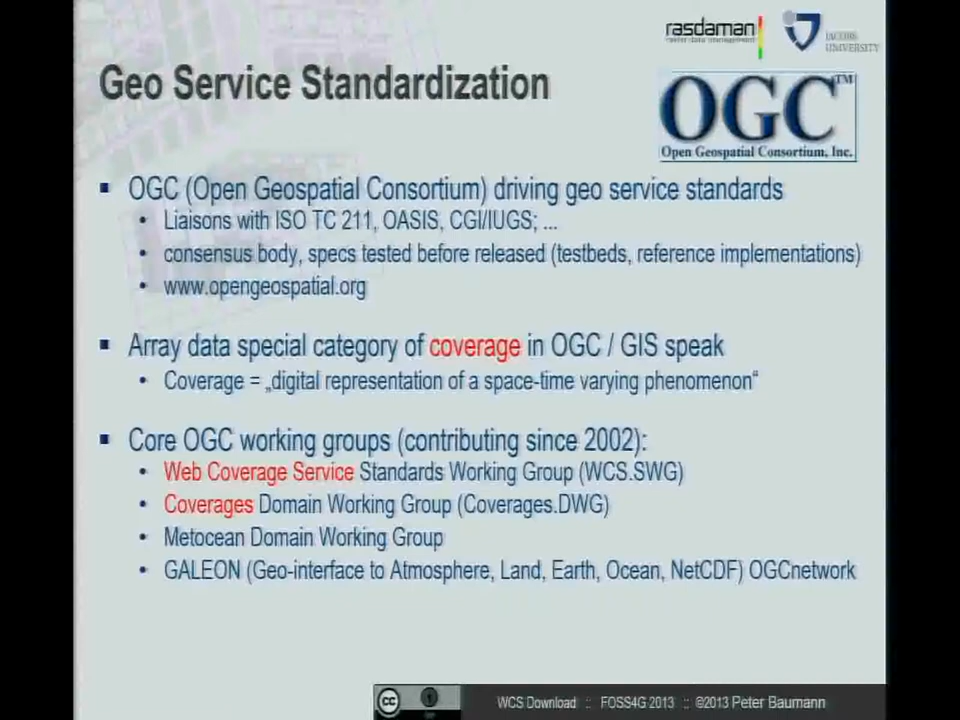 rasdaman
raster data management
JACOBS
UNIVERSITY
Geo Service Standardization
OGC™
Open Geospatial Consortium, Inc.
OGC (Open Geospatial Consortium) driving geo service standards
Liaisons with ISO TC 211, OASIS, CGI/IUGS; ...
consensus body, specs tested before released (testbeds, reference implementations)
www.opengeospatial.org
Array data special category of coverage in OGC / GIS speak
Coverage = „digital representation of a space-time varying phenomenon“
Core OGC working groups (contributing since 2002):
Web Coverage Service Standards Working Group (WCS.SWG)
Coverages Domain Working Group (Coverages.DWG)
Metocean Domain Working Group
GALEON (Geo-interface to Atmosphere, Land, Earth, Ocean, NetCDF) OGCnetwork
cc
WCS Download :: FOSS4G 2013 :: ©2013 Peter Baumann